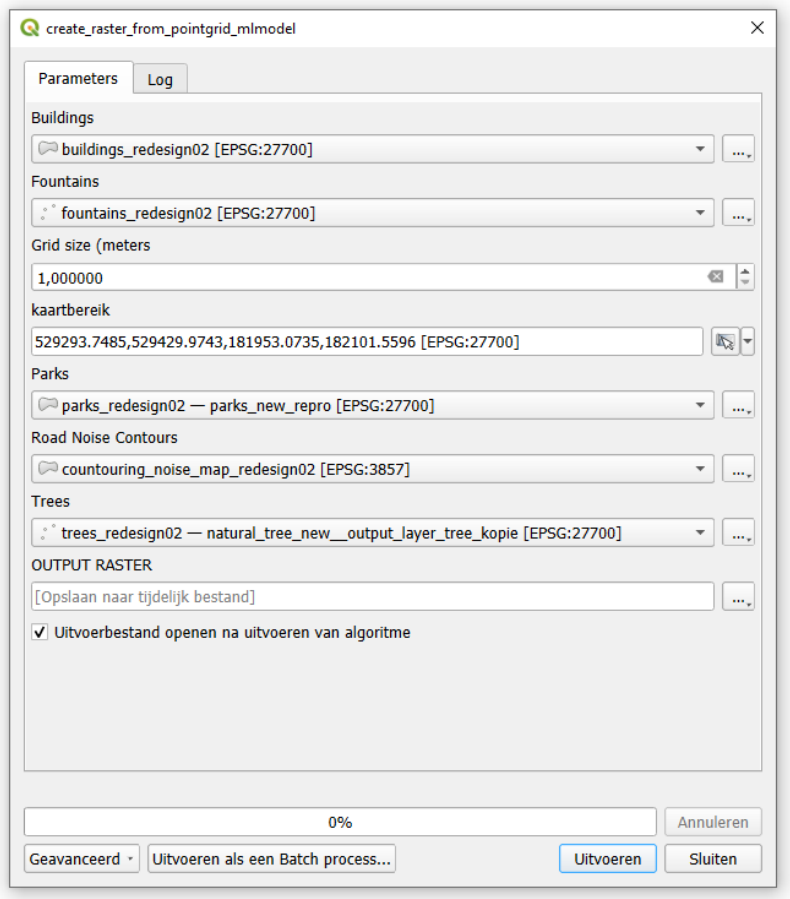 create_raster_from_pointgrid_mlmodel
Parameters
Log
Buildings
buildings_redesign02 [EPSG:27700]
...
Fountains
fountains_redesign02 [EPSG:27700]
...
Grid size (meters
1,000000
kaartbereik
529293.7485,529429.9743,181953.0735,182101.5596 [EPSG:27700]
Parks
parks_redesign02 — parks_new_repro [EPSG:27700]
...
Road Noise Contours
countouring_noise_map_redesign02 [EPSG:3857]
...
Trees
trees_redesign02 — natural_tree_new__output_layer_tree_kopie [EPSG:27700]
...
OUTPUT RASTER
[Opslaan naar tijdelijk bestand]
...
Uitvoerbestand openen na uitvoeren van algoritme
0%
Annuleren
Geavanceerd
Uitvoeren als een Batch process...
Uitvoeren
Sluiten